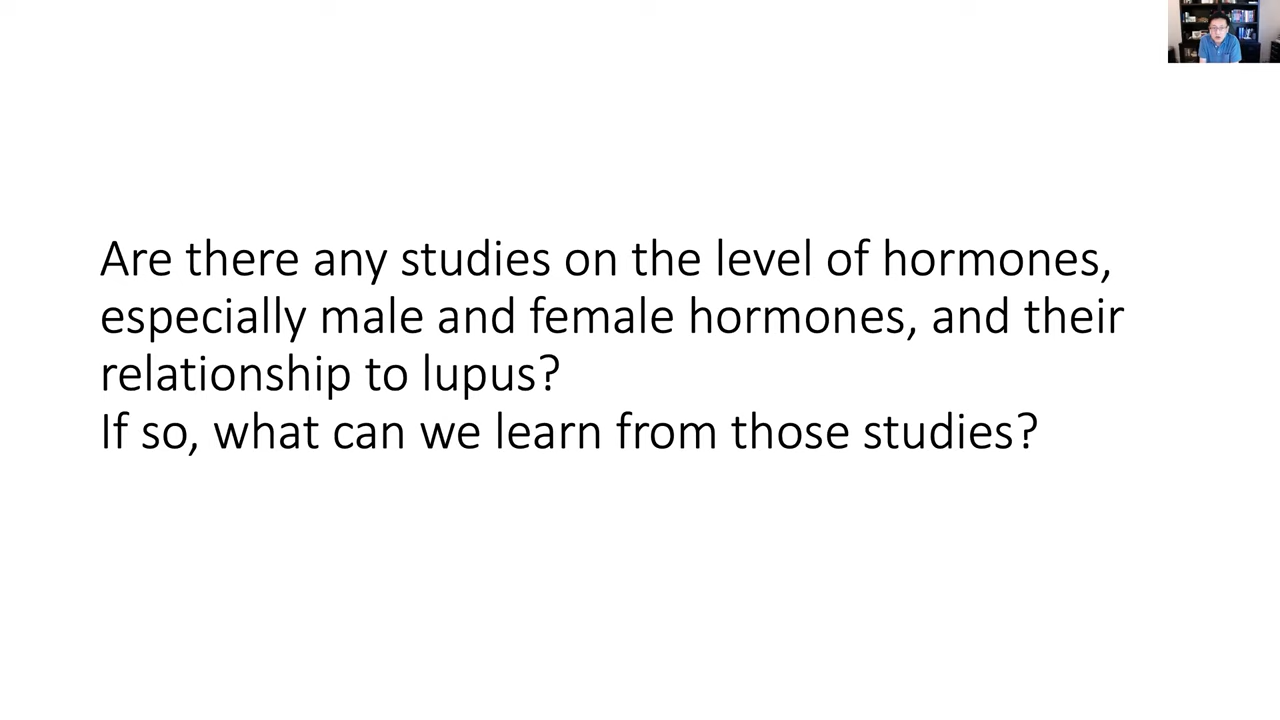 Are there any studies on the level of hormones,
especially male and female hormones, and their
relationship to lupus?
If so, what can we learn from those studies?